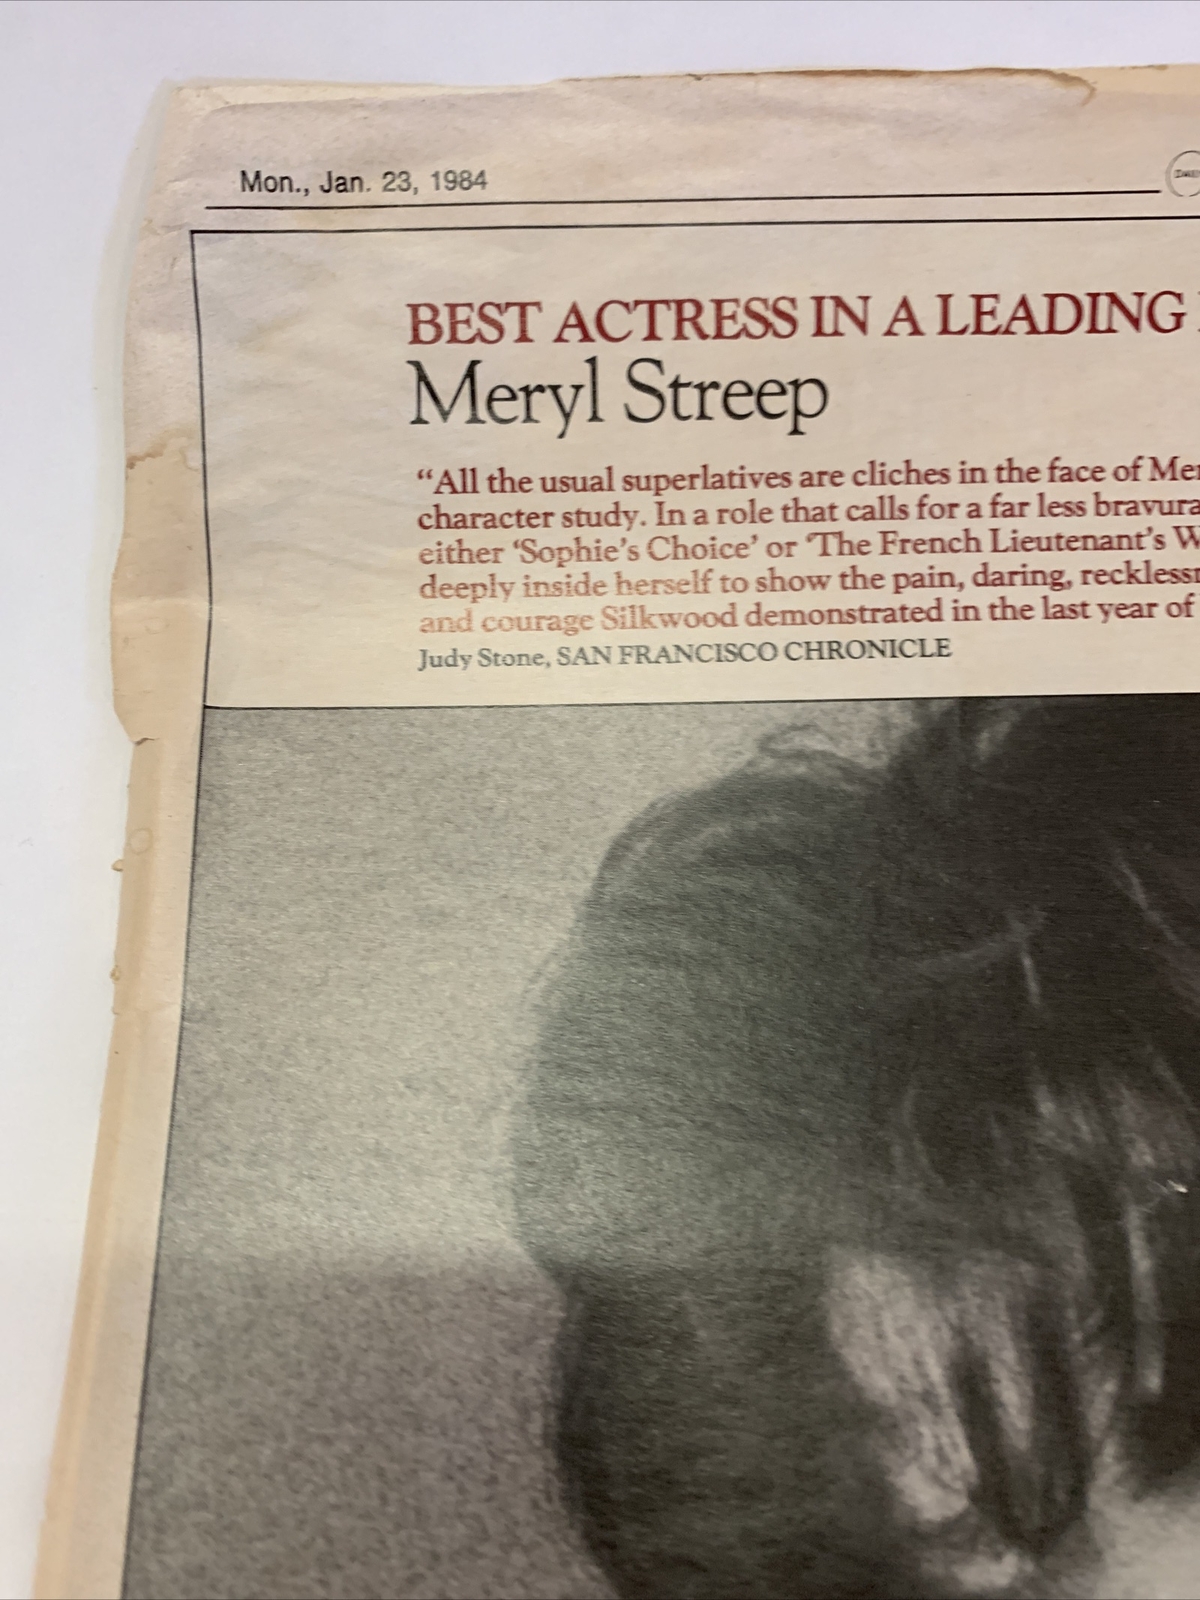 Mon., Jan. 23, 1984
BEST ACTRESS IN A LEADING
Meryl Streep
“All the usual superlatives are cliches in the face of
character study. In a role that calls for a far less bravura
either ‘Sophie’s Choice’ or ‘The French Lieutenant’s
deeply inside herself to show the pain, daring,
and courage Silkwood demonstrated in the last year of
Judy Stone, SAN FRANCISCO CHRONICLE